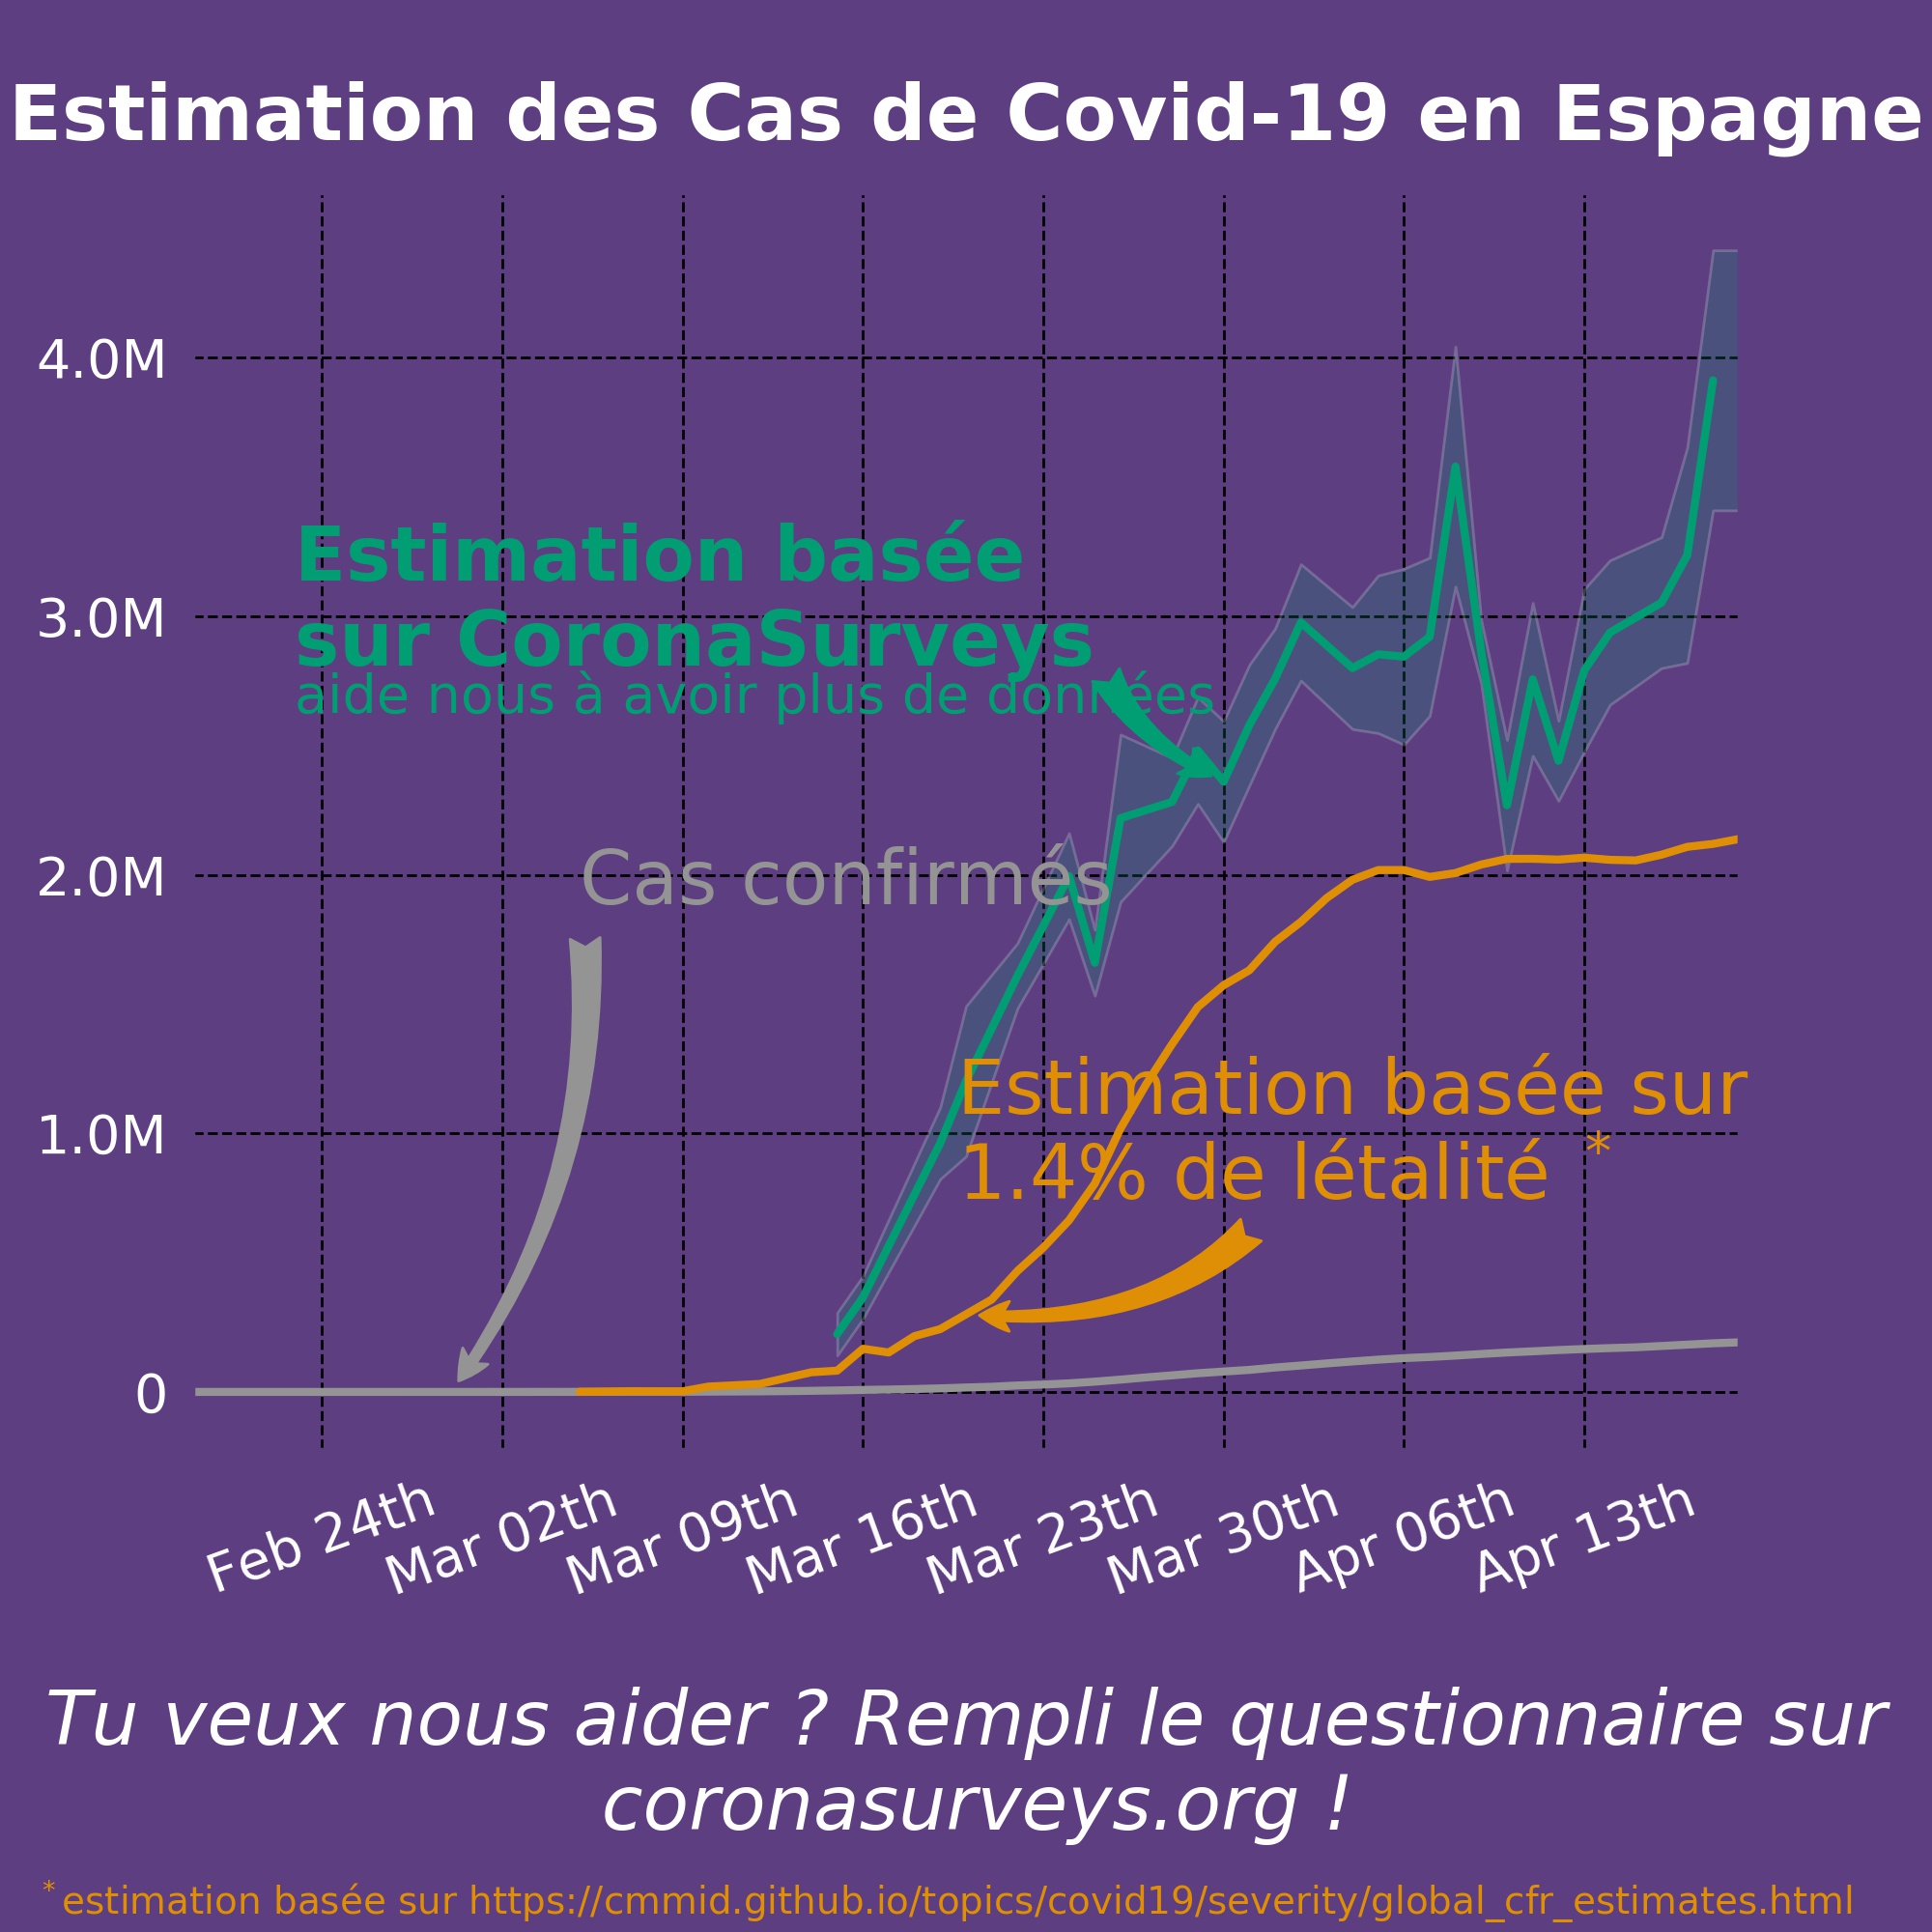 Estimation des Cas de Covid-19 en Espagne
4.0M
3.0M
2.0M
1.0M
0
Estimation basée
sur CoronaSurveys
aide nous à avoir plus de données
Cas confirmés
Estimation basée sur
1.4% de létalité *
Feb 24th
Mar 02th
Mar 09th
Mar 16th
Mar 23th
Mar 30th
Apr 06th
Apr 13th
Tu veux nous aider ? Rempli le questionnaire sur
coronasurveys.org !
* estimation basée sur https://cmmid.github.io/topics/covid19/severity/global_cfr_estimates.html